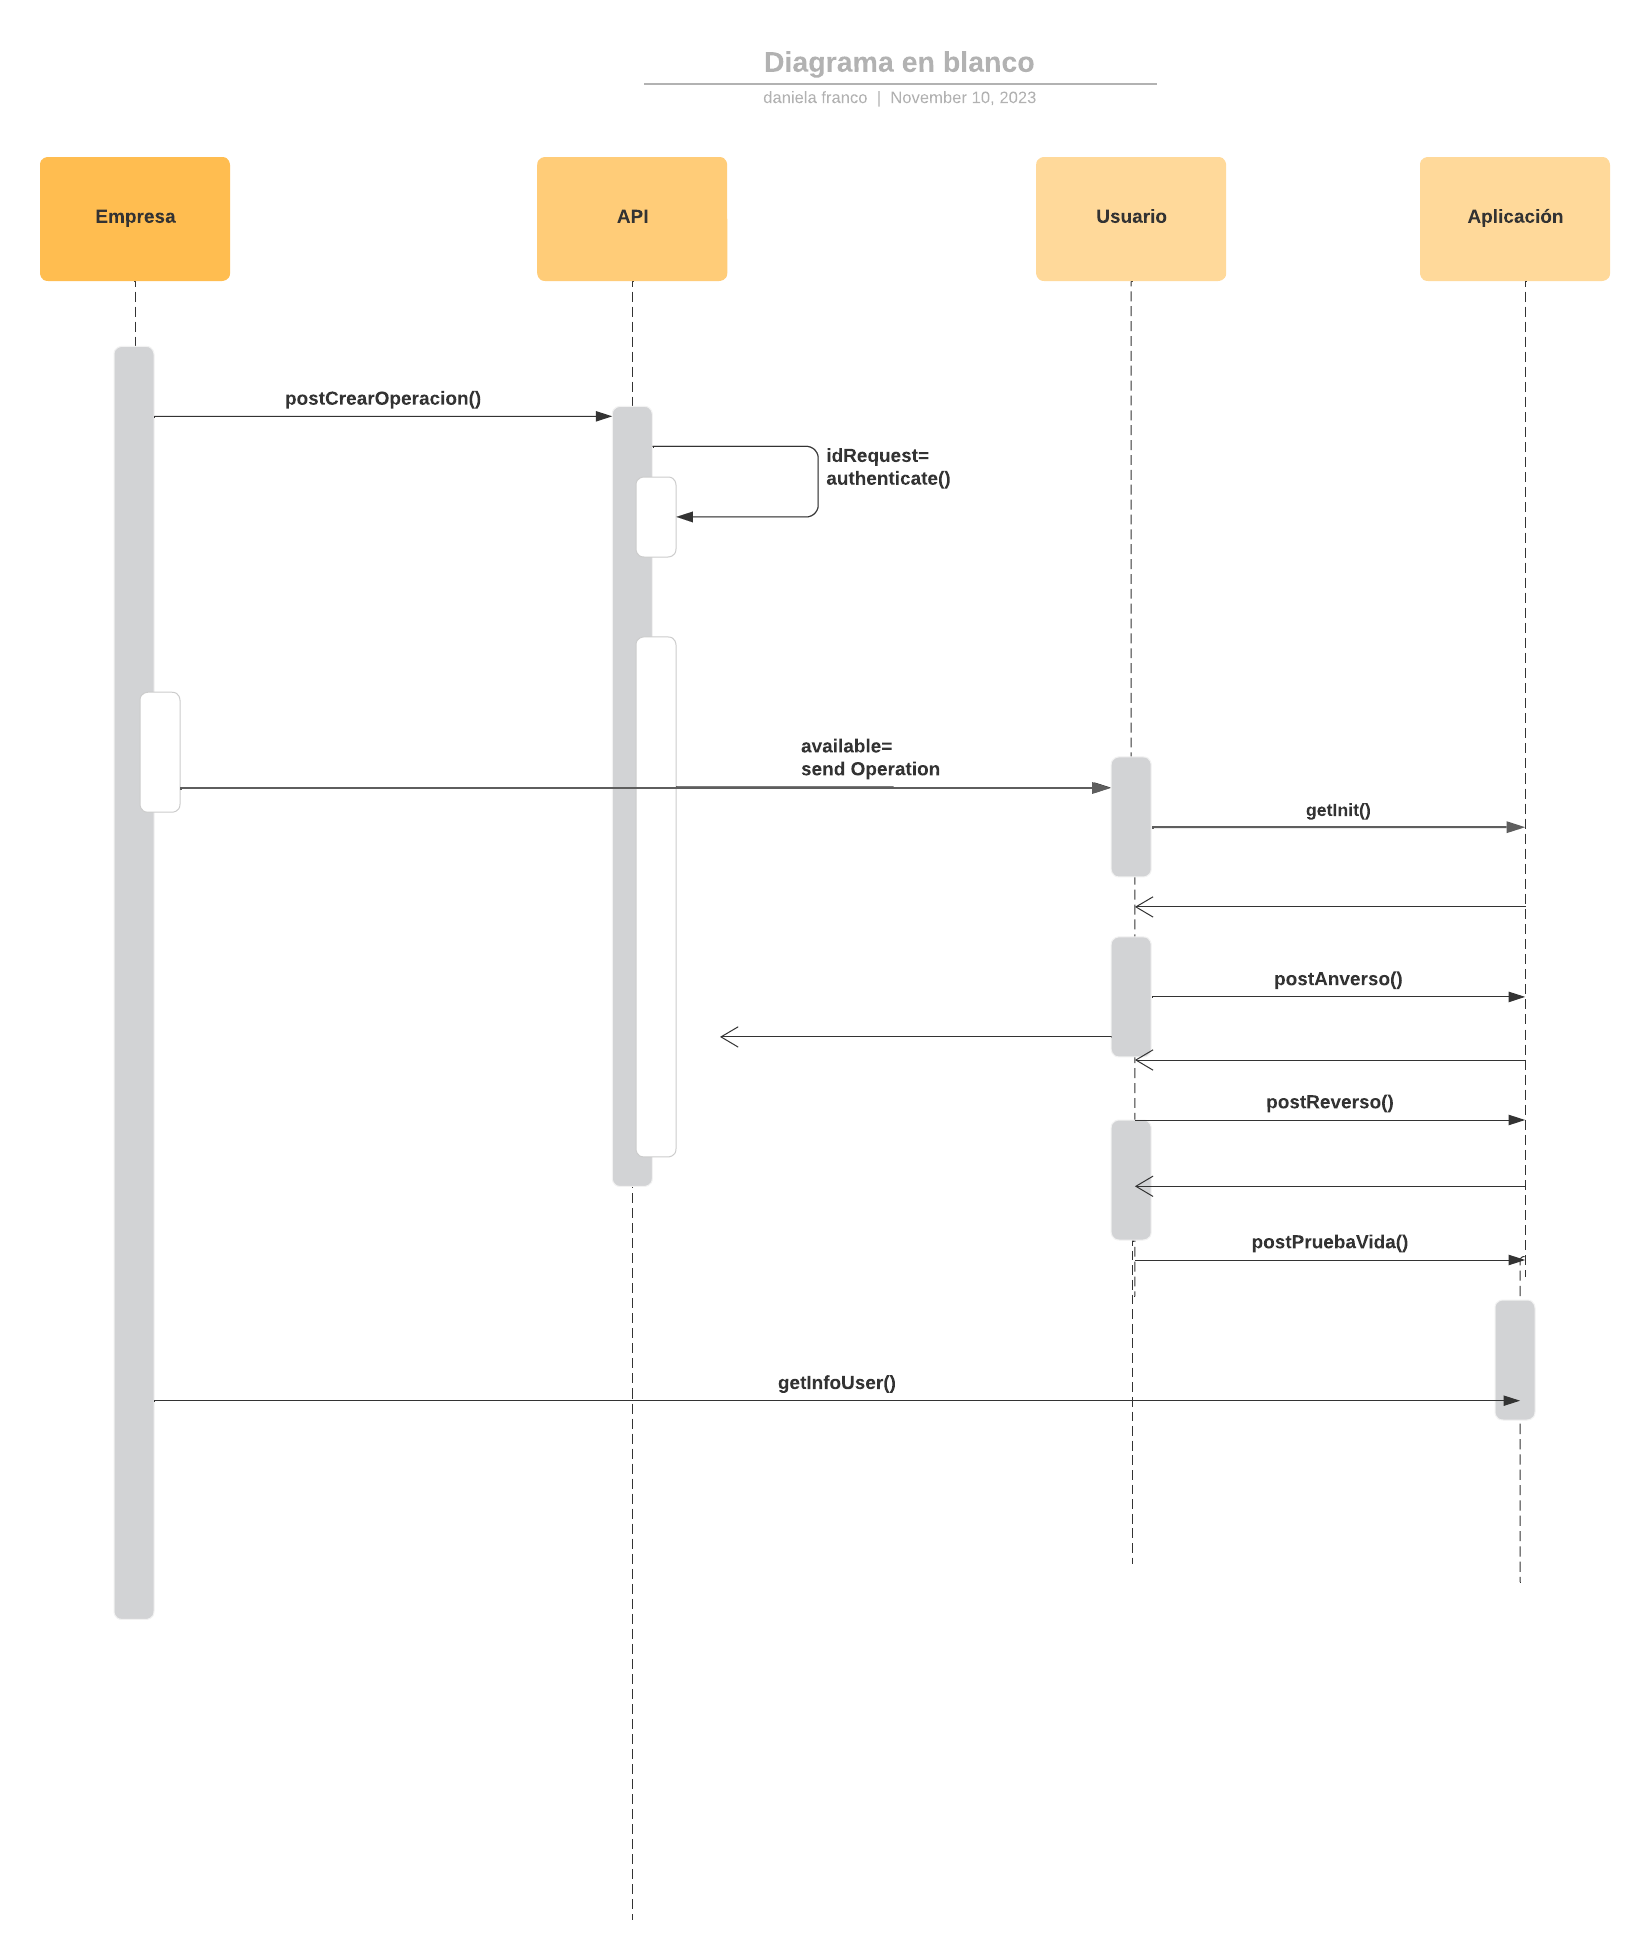 Diagrama en blanco
daniela franco | November 10, 2023
Empresa
API
Usuario
Aplicación
postCrearOperacion()
idRequest=
authenticate()
available=
send Operation
getInit()
postAnverso()
postReverso()
postPruebaVida()
getInfoUser()